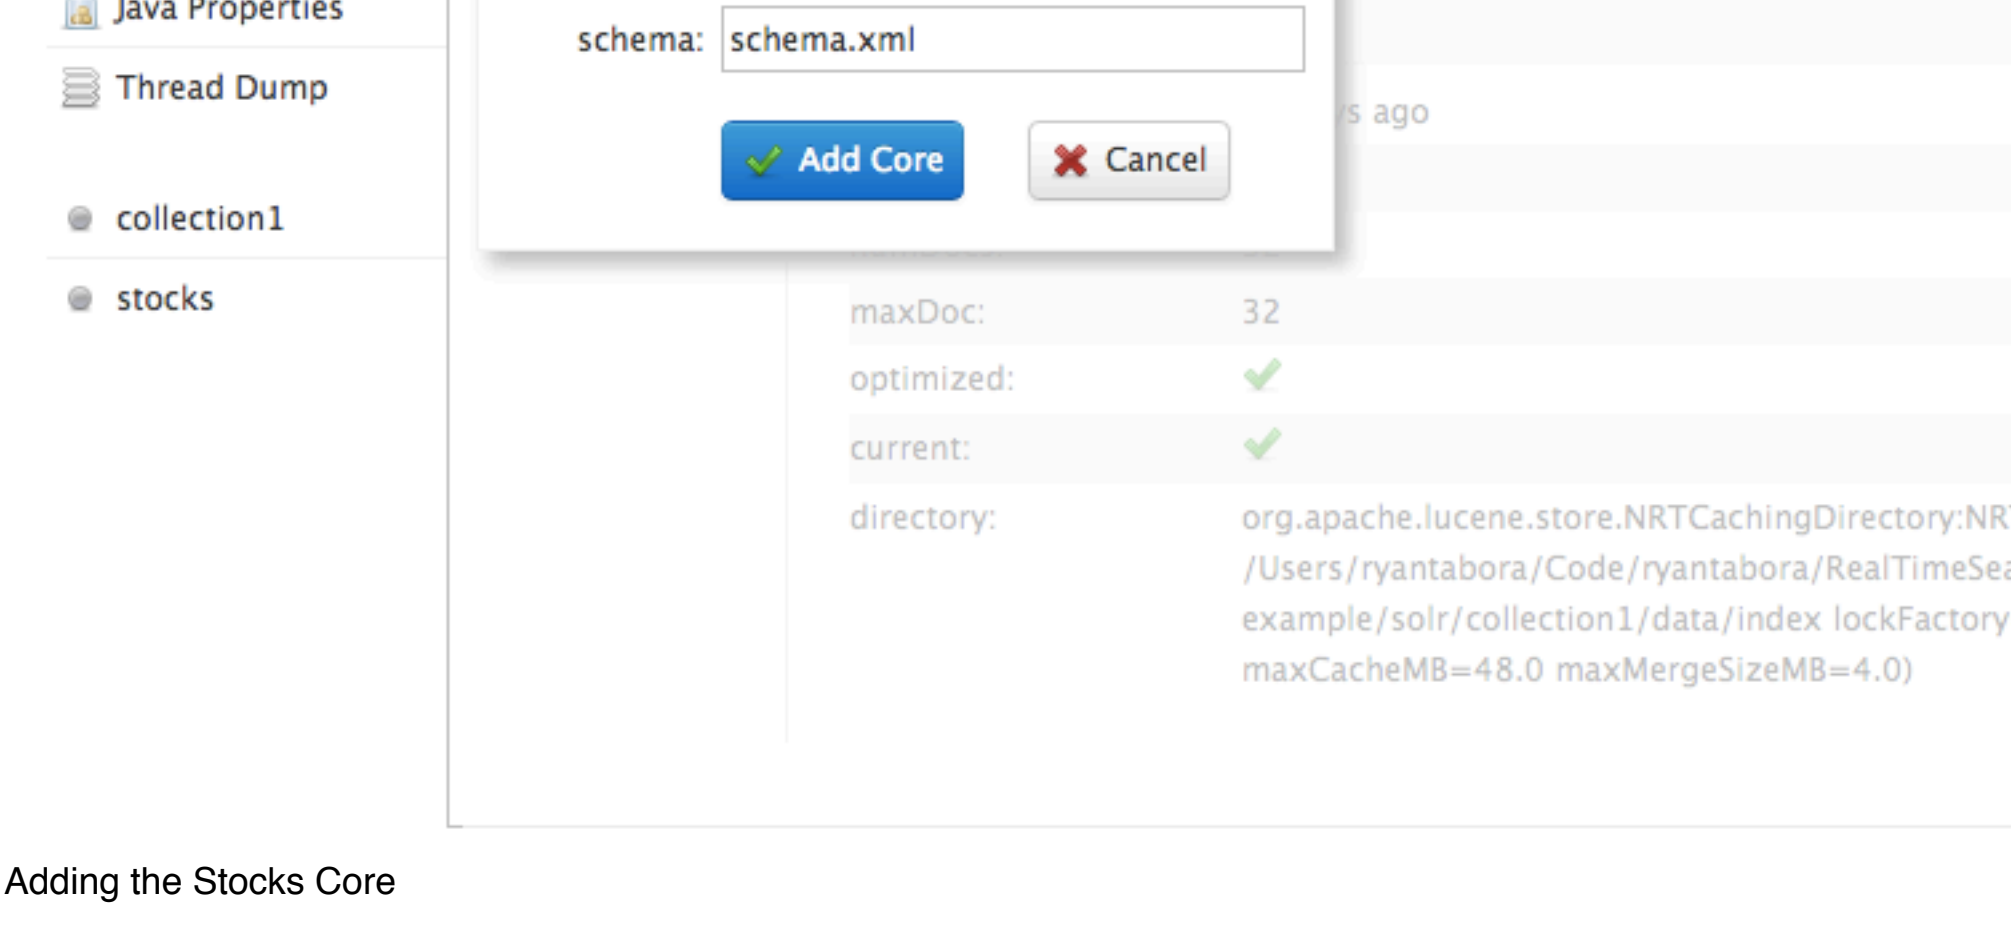 Java Properties
schema: schema.xml
Thread Dump
s ago
Add Core
Cancel
collection1
stocks
maxDoc: 32
optimized:
current:
directory: org.apache.lucene.store.NRTCachingDirectory:NR
/Users/ryantabora/Code/ryantabora/RealTimeSea
example/solr/collection1/data/index lockFactory
maxCacheMB=48.0 maxMergeSizeMB=4.0)
Adding the Stocks Core